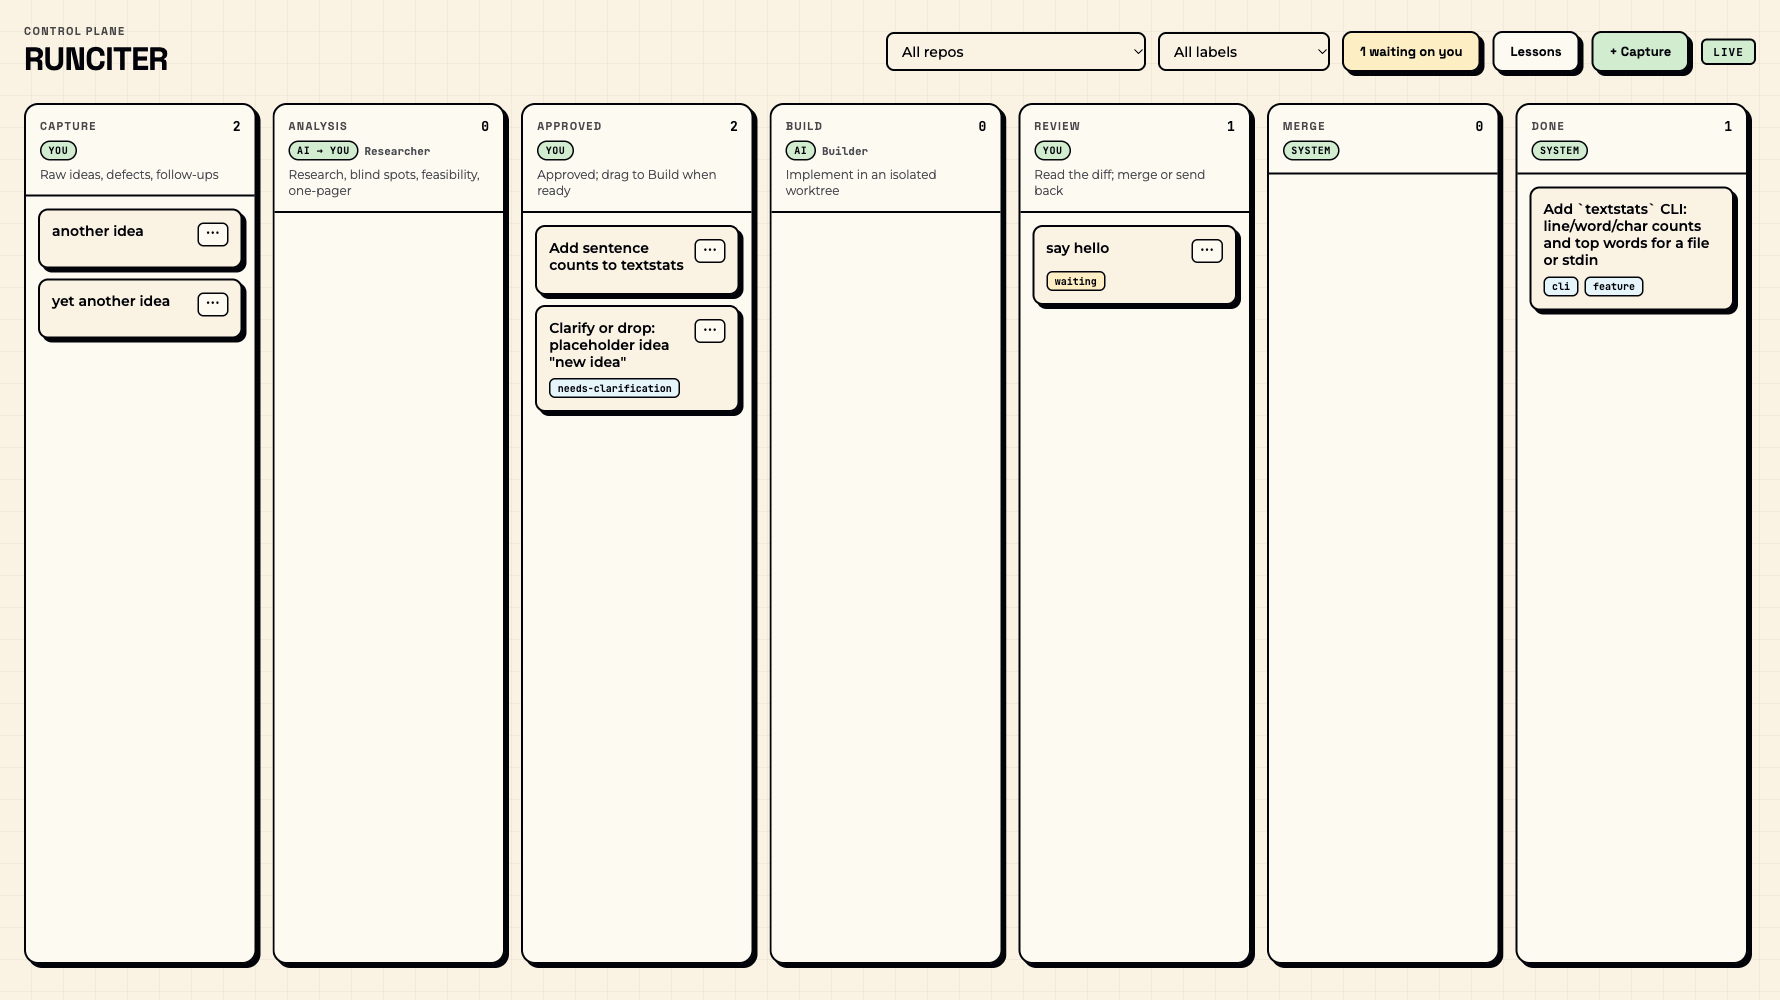 CONTROL PLANE
RUNCITER
All repos
All labels
1 waiting on you
Lessons
+ Capture
LIVE
CAPTURE 2
YOU
Raw ideas, defects, follow-ups
another idea ...
yet another idea ...
ANALYSIS 0
AI → YOU Researcher
Research, blind spots, feasibility,
one-pager
APPROVED 2
YOU
Approved; drag to Build when
ready
Add sentence ...
counts to textstats
Clarify or drop: ...
placeholder idea
"new idea"
needs-clarification
BUILD 0
AI Builder
Implement in an isolated
worktree
REVIEW 1
YOU
Read the diff; merge or send
back
say hello ...
waiting
MERGE 0
SYSTEM
DONE 1
SYSTEM
Add `textstats` CLI:
line/word/char counts
and top words for a file
or stdin
cli feature